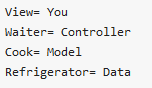 View= You
Waiter= Controller
Cook= Model
Refrigerator= Data